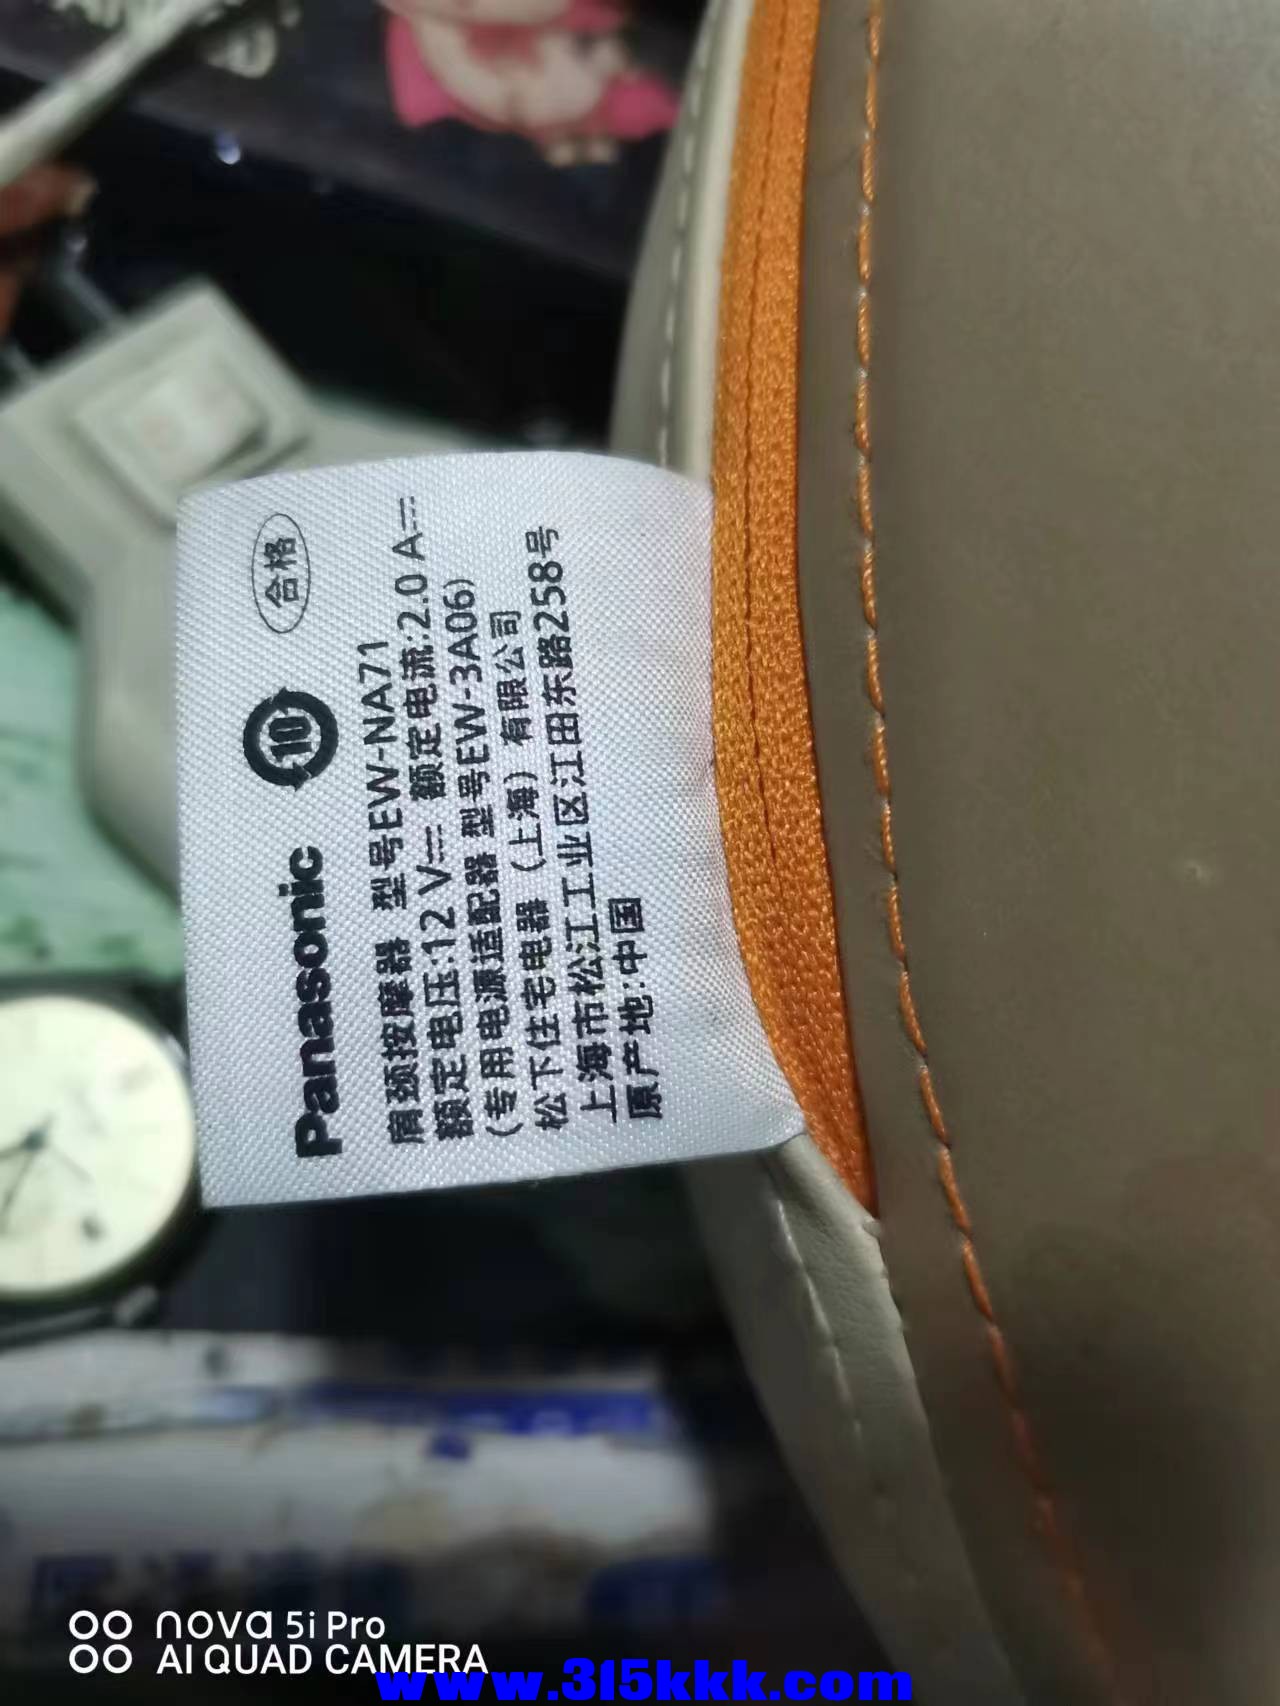 Panasonic 10 合格
肩颈按摩器 型号EW-NA71
额定电压:12 V⎓ 额定电流:2.0 A⎓
(专用电源适配器 型号EW-3A06)
松下住宅电器（上海）有限公司
上海市松江工业区江田东路258号
原产地:中国
nova 5i Pro
AI QUAD CAMERA
www.315kkk.com